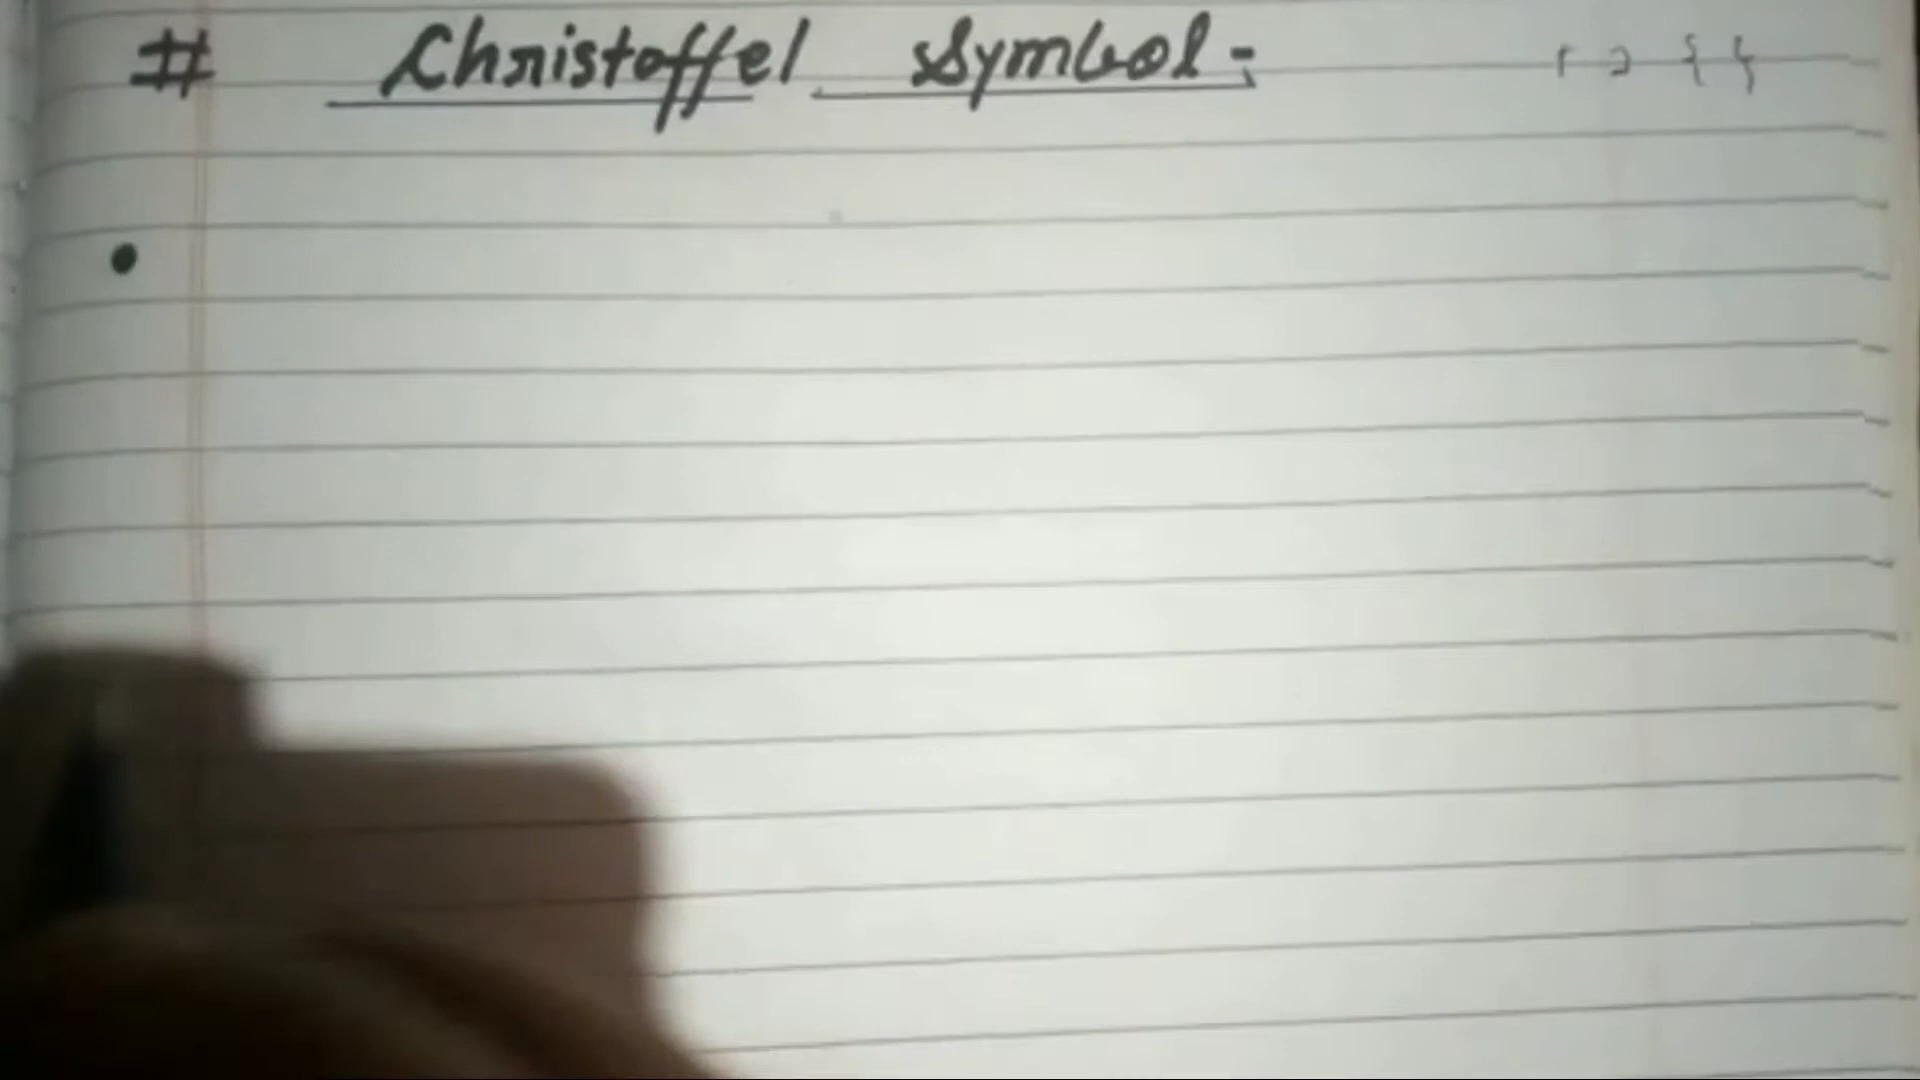 # Christoffel Symbol:- [ ] { }